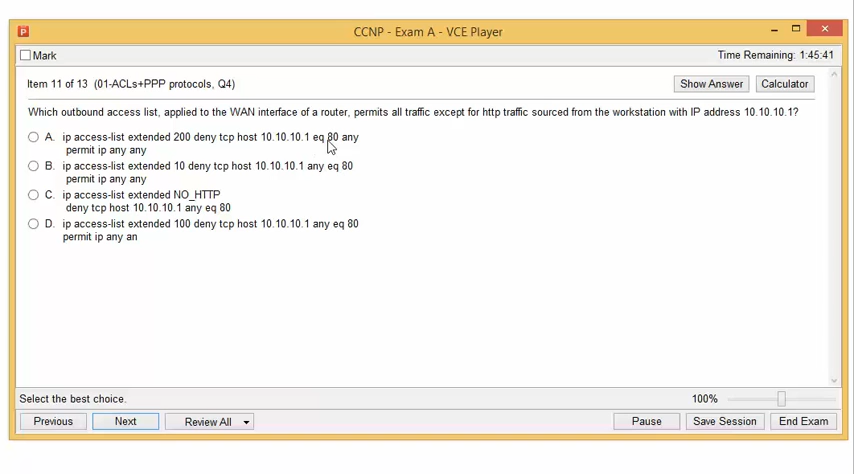 CCNP - Exam A - VCE Player
Mark
Time Remaining: 1:45:41
Item 11 of 13 (01-ACLs+PPP protocols, Q4)
Show Answer
Calculator
Which outbound access list, applied to the WAN interface of a router, permits all traffic except for http traffic sourced from the workstation with IP address 10.10.10.1?
A. ip access-list extended 200 deny tcp host 10.10.10.1 eq 80 any
permit ip any any
B. ip access-list extended 10 deny tcp host 10.10.10.1 any eq 80
permit ip any any
C. ip access-list extended NO_HTTP
deny tcp host 10.10.10.1 any eq 80
D. ip access-list extended 100 deny tcp host 10.10.10.1 any eq 80
permit ip any an
Select the best choice.
100%
Previous
Next
Review All
Pause
Save Session
End Exam